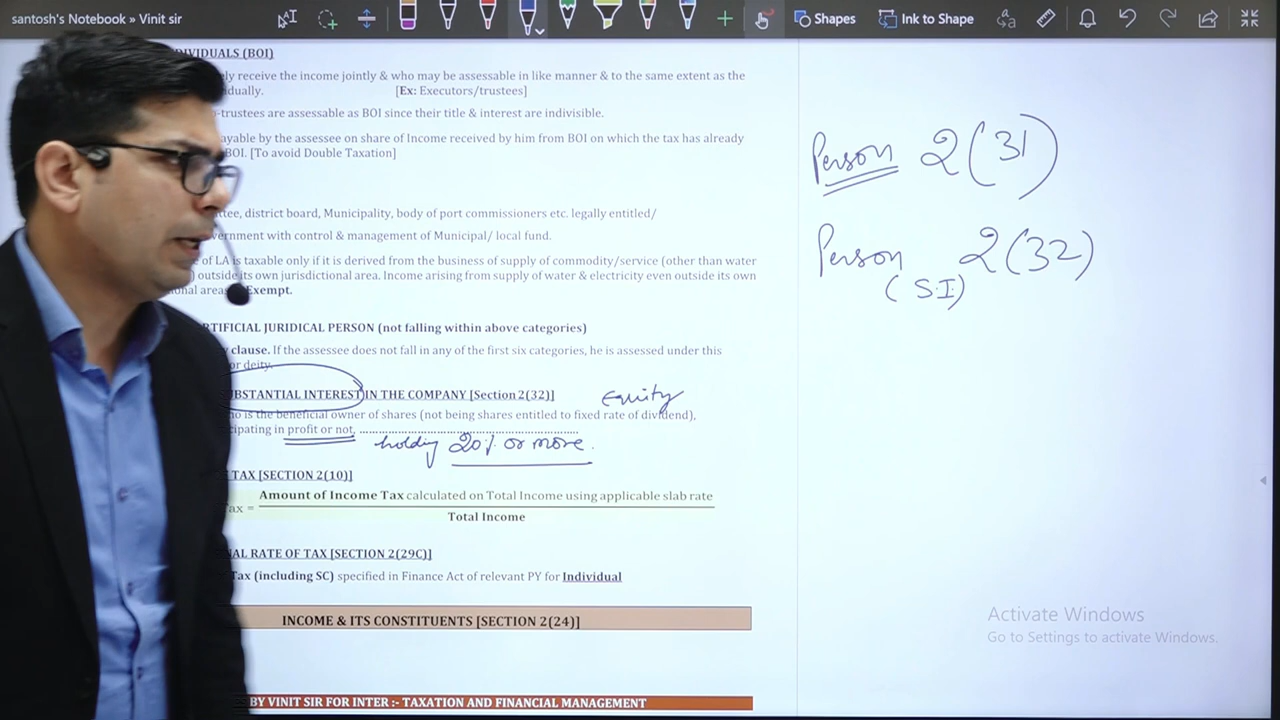 santosh's Notebook » Vinit sir
Shapes
Ink to Shape
IVIDUALS (BOI)
ly receive the income jointly & who may be assessable in like manner & to the same extent as the
dually. [Ex: Executors/trustees]
-trustees are assessable as BOI since their title & interest are indivisible.
ayable by the assessee on share of Income received by him from BOI on which the tax has already
BOI. [To avoid Double Taxation]
tee, district board, Municipality, body of port commissioners etc. legally entitled/
vernment with control & management of Municipal/ local fund.
of LA is taxable only if it is derived from the business of supply of commodity/service (other than water
) outside its own jurisdictional area. Income arising from supply of water & electricity even outside its own
onal area Exempt.
RTIFICIAL JURIDICAL PERSON (not falling within above categories)
clause. If the assessee does not fall in any of the first six categories, he is assessed under this
or deity.
UBSTANTIAL INTEREST IN THE COMPANY [Section 2(32)]
Equity
ho is the beneficial owner of shares (not being shares entitled to fixed rate of dividend),
cipating in profit or not,
holding 20% or more.
TAX [SECTION 2(10)]
Amount of Income Tax calculated on Total Income using applicable slab rate
ax =
Total Income
NAL RATE OF TAX [SECTION 2(29C)]
Tax (including SC) specified in Finance Act of relevant PY for Individual
INCOME & ITS CONSTITUENTS [SECTION 2(24)]
BY VINIT SIR FOR INTER :- TAXATION AND FINANCIAL MANAGEMENT
Person 2(31)
Person 2(32)
(S.I)
Activate Windows
Go to Settings to activate Windows.